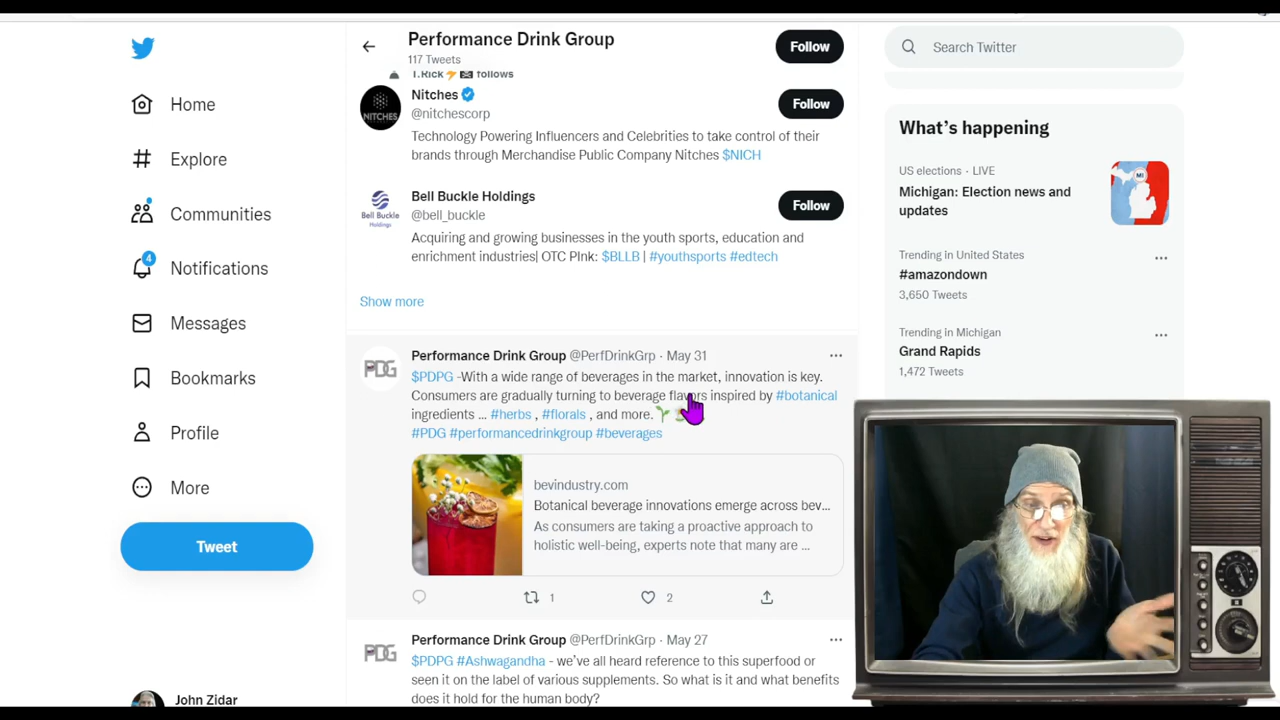 Home
Explore
Communities
4
Notifications
Messages
Bookmarks
Profile
More
Tweet
John Zidar
Performance Drink Group
117 Tweets
Follow
T.Rick⚡🏴‍☠️ follows
Nitches
@nitchescorp
Follow
NITCHES
Technology Powering Influencers and Celebrities to take control of their
brands through Merchandise Public Company Nitches $NICH
Bell Buckle Holdings
@bell_buckle
Follow
Bell Buckle
Holdings
Acquiring and growing businesses in the youth sports, education and
enrichment industries| OTC PInk: $BLLB | #youthsports #edtech
Show more
PDG
Performance Drink Group @PerfDrinkGrp · May 31
$PDPG -With a wide range of beverages in the market, innovation is key.
Consumers are gradually turning to beverage flavors inspired by #botanical
ingredients ... #herbs , #florals , and more.
#PDG #performancedrinkgroup #beverages
bevindustry.com
Botanical beverage innovations emerge across bev...
As consumers are taking a proactive approach to
holistic well-being, experts note that many are ...
1
2
PDG
Performance Drink Group @PerfDrinkGrp · May 27
$PDPG #Ashwagandha - we've all heard reference to this superfood or
seen it on the label of various supplements. So what is it and what benefits
does it hold for the human body?
Search Twitter
What's happening
US elections · LIVE
Michigan: Election news and
updates
MI
Trending in United States
#amazondown
3,650 Tweets
Trending in Michigan
Grand Rapids
1,472 Tweets